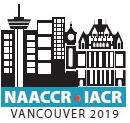 NAACCR • IACR
VANCOUVER 2019